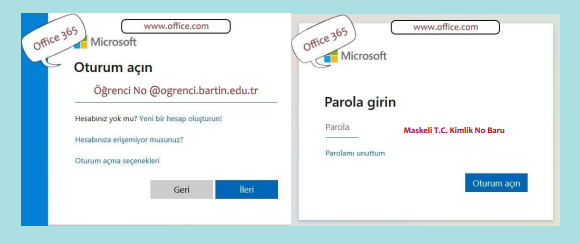 Office 365
www.office.com
Microsoft
Oturum açın
Öğrenci No @ogrenci.bartin.edu.tr
Hesabınız yok mu? Yeni bir hesap oluşturun!
Hesabınıza erişemiyor musunuz?
Oturum açma seçenekleri
Geri
İleri
Office 365
www.office.com
Microsoft
Parola girin
Parola
Maskeli T.C. Kimlik No Baru
Parolamı unuttum
Oturum açın